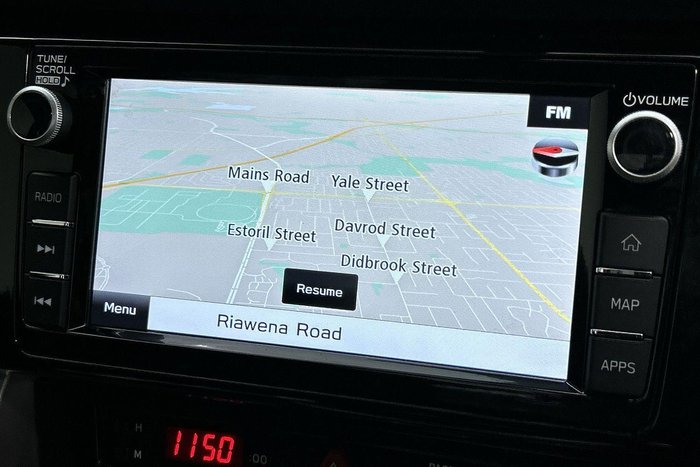 TUNE/
SCROLL
HOLD
FM
VOLUME
RADIO
MAP
APPS
Mains Road
Yale Street
Estoril Street
Davrod Street
Didbrook Street
Resume
Menu
Riawena Road
H
M
1150
:00